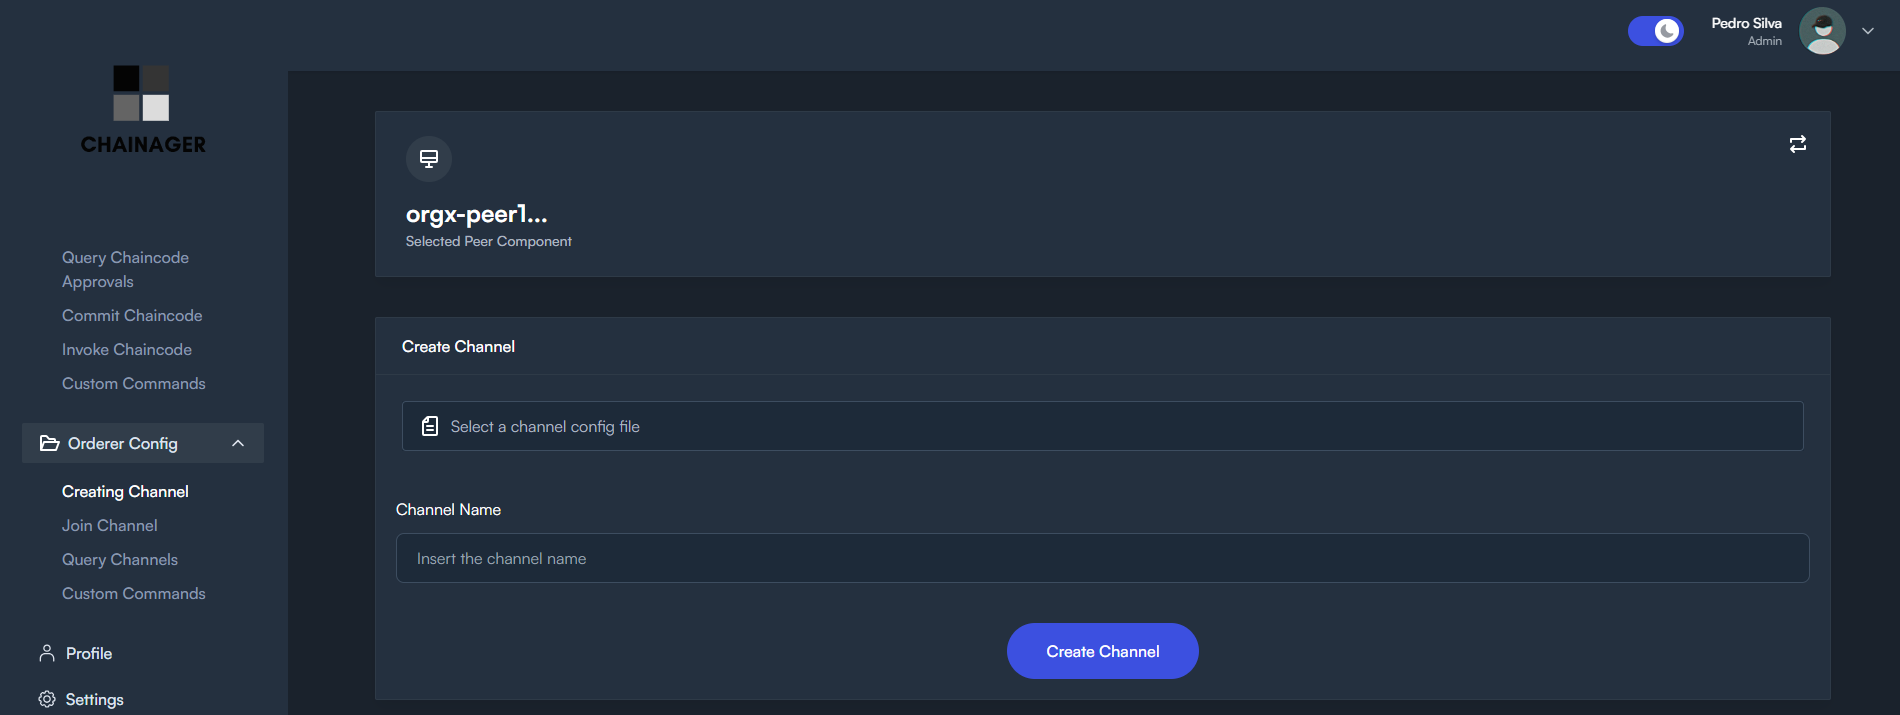 Pedro Silva
Admin
CHAINAGER
Query Chaincode
Approvals
Commit Chaincode
Invoke Chaincode
Custom Commands
Orderer Config
Creating Channel
Join Channel
Query Channels
Custom Commands
Profile
Settings
orgx-peer1...
Selected Peer Component
Create Channel
Select a channel config file
Channel Name
Insert the channel name
Create Channel